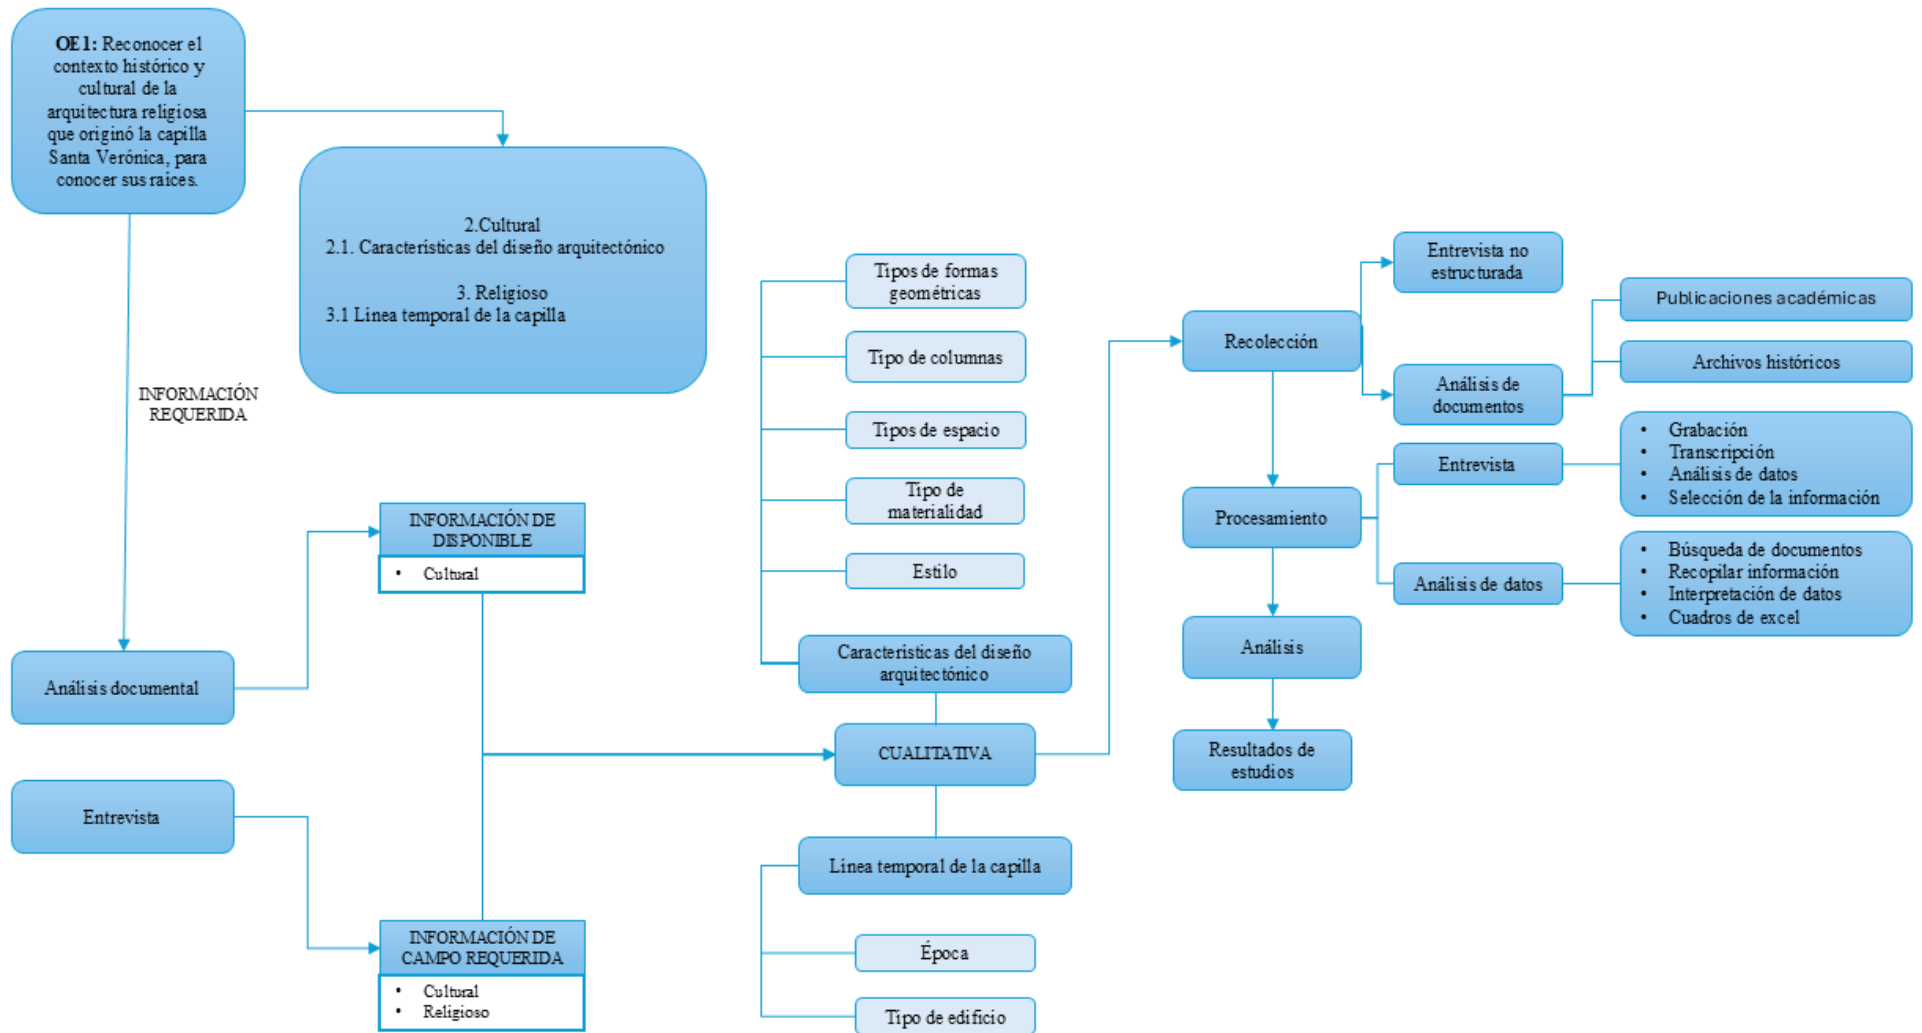 OE1: Reconocer el
contexto histórico y
cultural de la
arquitectura religiosa
que originó la capilla
Santa Verónica, para
conocer sus raíces.
2.Cultural
2.1. Características del diseño arquitectónico
3. Religioso
3.1 Línea temporal de la capilla
INFORMACIÓN
REQUERIDA
Análisis documental
Entrevista
INFORMACIÓN DE
DISPONIBLE
• Cultural
INFORMACIÓN DE
CAMPO REQUERIDA
• Cultural
• Religioso
Tipos de formas
geométricas
Tipo de columnas
Tipos de espacio
Tipo de
materialidad
Estilo
Características del diseño
arquitectónico
CUALITATIVA
Línea temporal de la capilla
Época
Tipo de edificio
Recolección
Procesamiento
Análisis
Resultados de
estudios
Entrevista no
estructurada
Análisis de
documentos
Entrevista
Análisis de datos
Publicaciones académicas
Archivos históricos
• Grabación
• Transcripción
• Análisis de datos
• Selección de la información
• Búsqueda de documentos
• Recopilar información
• Interpretación de datos
• Cuadros de excel